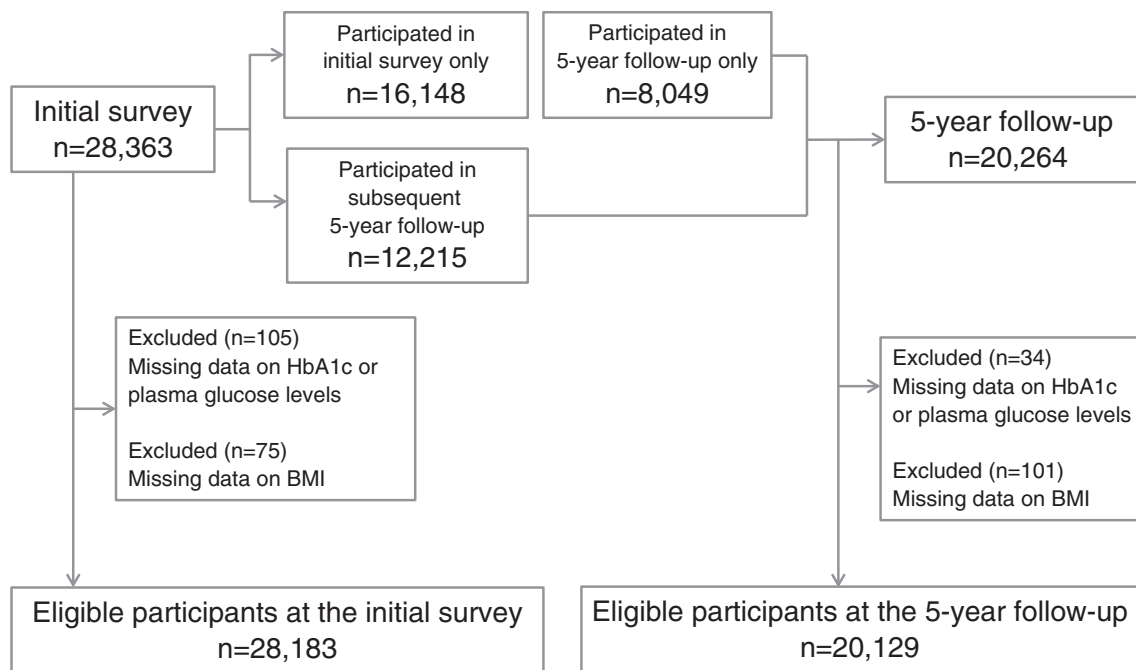 Initial survey
n=28,363
Participated in
initial survey only
n=16,148
Participated in
5-year follow-up only
n=8,049
Participated in
subsequent
5-year follow-up
n=12,215
5-year follow-up
n=20,264
Excluded (n=105)
Missing data on HbA1c or
plasma glucose levels
Excluded (n=75)
Missing data on BMI
Excluded (n=34)
Missing data on HbA1c
or plasma glucose levels
Excluded (n=101)
Missing data on BMI
Eligible participants at the initial survey
n=28,183
Eligible participants at the 5-year follow-up
n=20,129